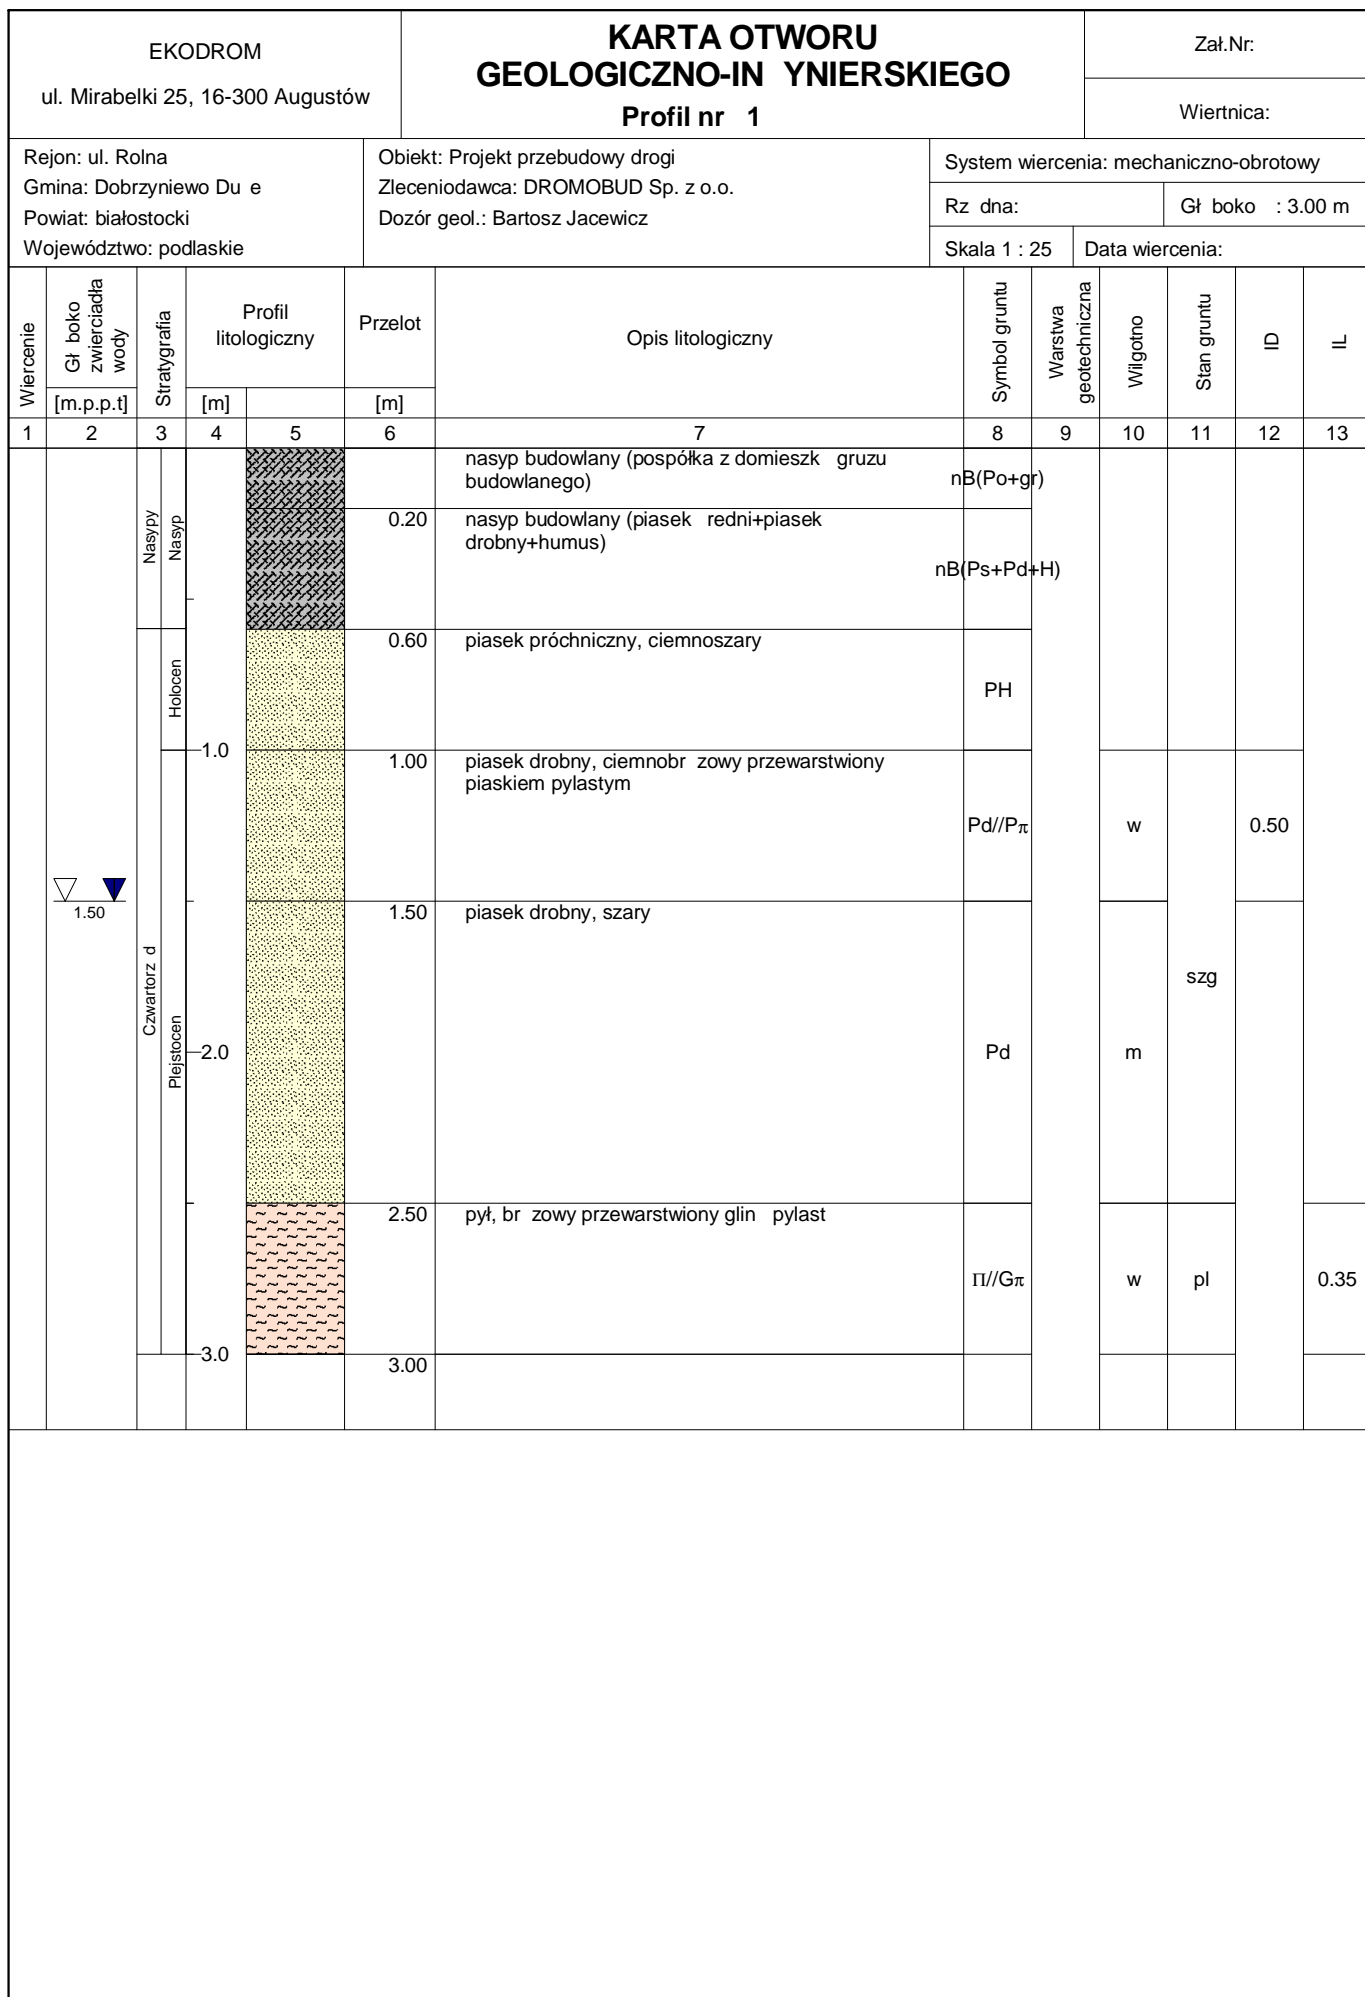 EKODROM
ul. Mirabelki 25, 16-300 Augustów
KARTA OTWORU
GEOLOGICZNO-IN YNIERSKIEGO
Profil nr 1
Zał.Nr:
Wiertnica:
Rejon: ul. Rolna
Gmina: Dobrzyniewo Du e
Powiat: białostocki
Województwo: podlaskie
Obiekt: Projekt przebudowy drogi
Zleceniodawca: DROMOBUD Sp. z o.o.
Dozór geol.: Bartosz Jacewicz
System wiercenia: mechaniczno-obrotowy
Rz dna:
Gł boko : 3.00 m
Skala 1 : 25
Data wiercenia:
Wiercenie
Gł boko
zwierciadła
wody
[m.p.p.t]
Stratygrafia
Profil
litologiczny
[m]
Przelot
[m]
Opis litologiczny
Symbol gruntu
Warstwa
geotechniczna
Wilgotno
Stan gruntu
ID
IL
1 2 3 4 5 6 7 8 9 10 11 12 13
nasyp budowlany (pospółka z domieszk gruzu
budowlanego)
nB(Po+gr)
Nasypy
Nasyp
0.20
nasyp budowlany (piasek redni+piasek
drobny+humus)
nB(Ps+Pd+H)
0.60
piasek próchniczny, ciemnoszary
PH
Holocen
1.0
1.00
piasek drobny, ciemnobr zowy przewarstwiony
piaskiem pylastym
Pd//Pπ
w
0.50
1.50
1.50
piasek drobny, szary
szg
Czwartorz d
Plejstocen
2.0
Pd
m
2.50
pył, br zowy przewarstwiony glin pylast
Π//Gπ
w
pl
0.35
3.0
3.00